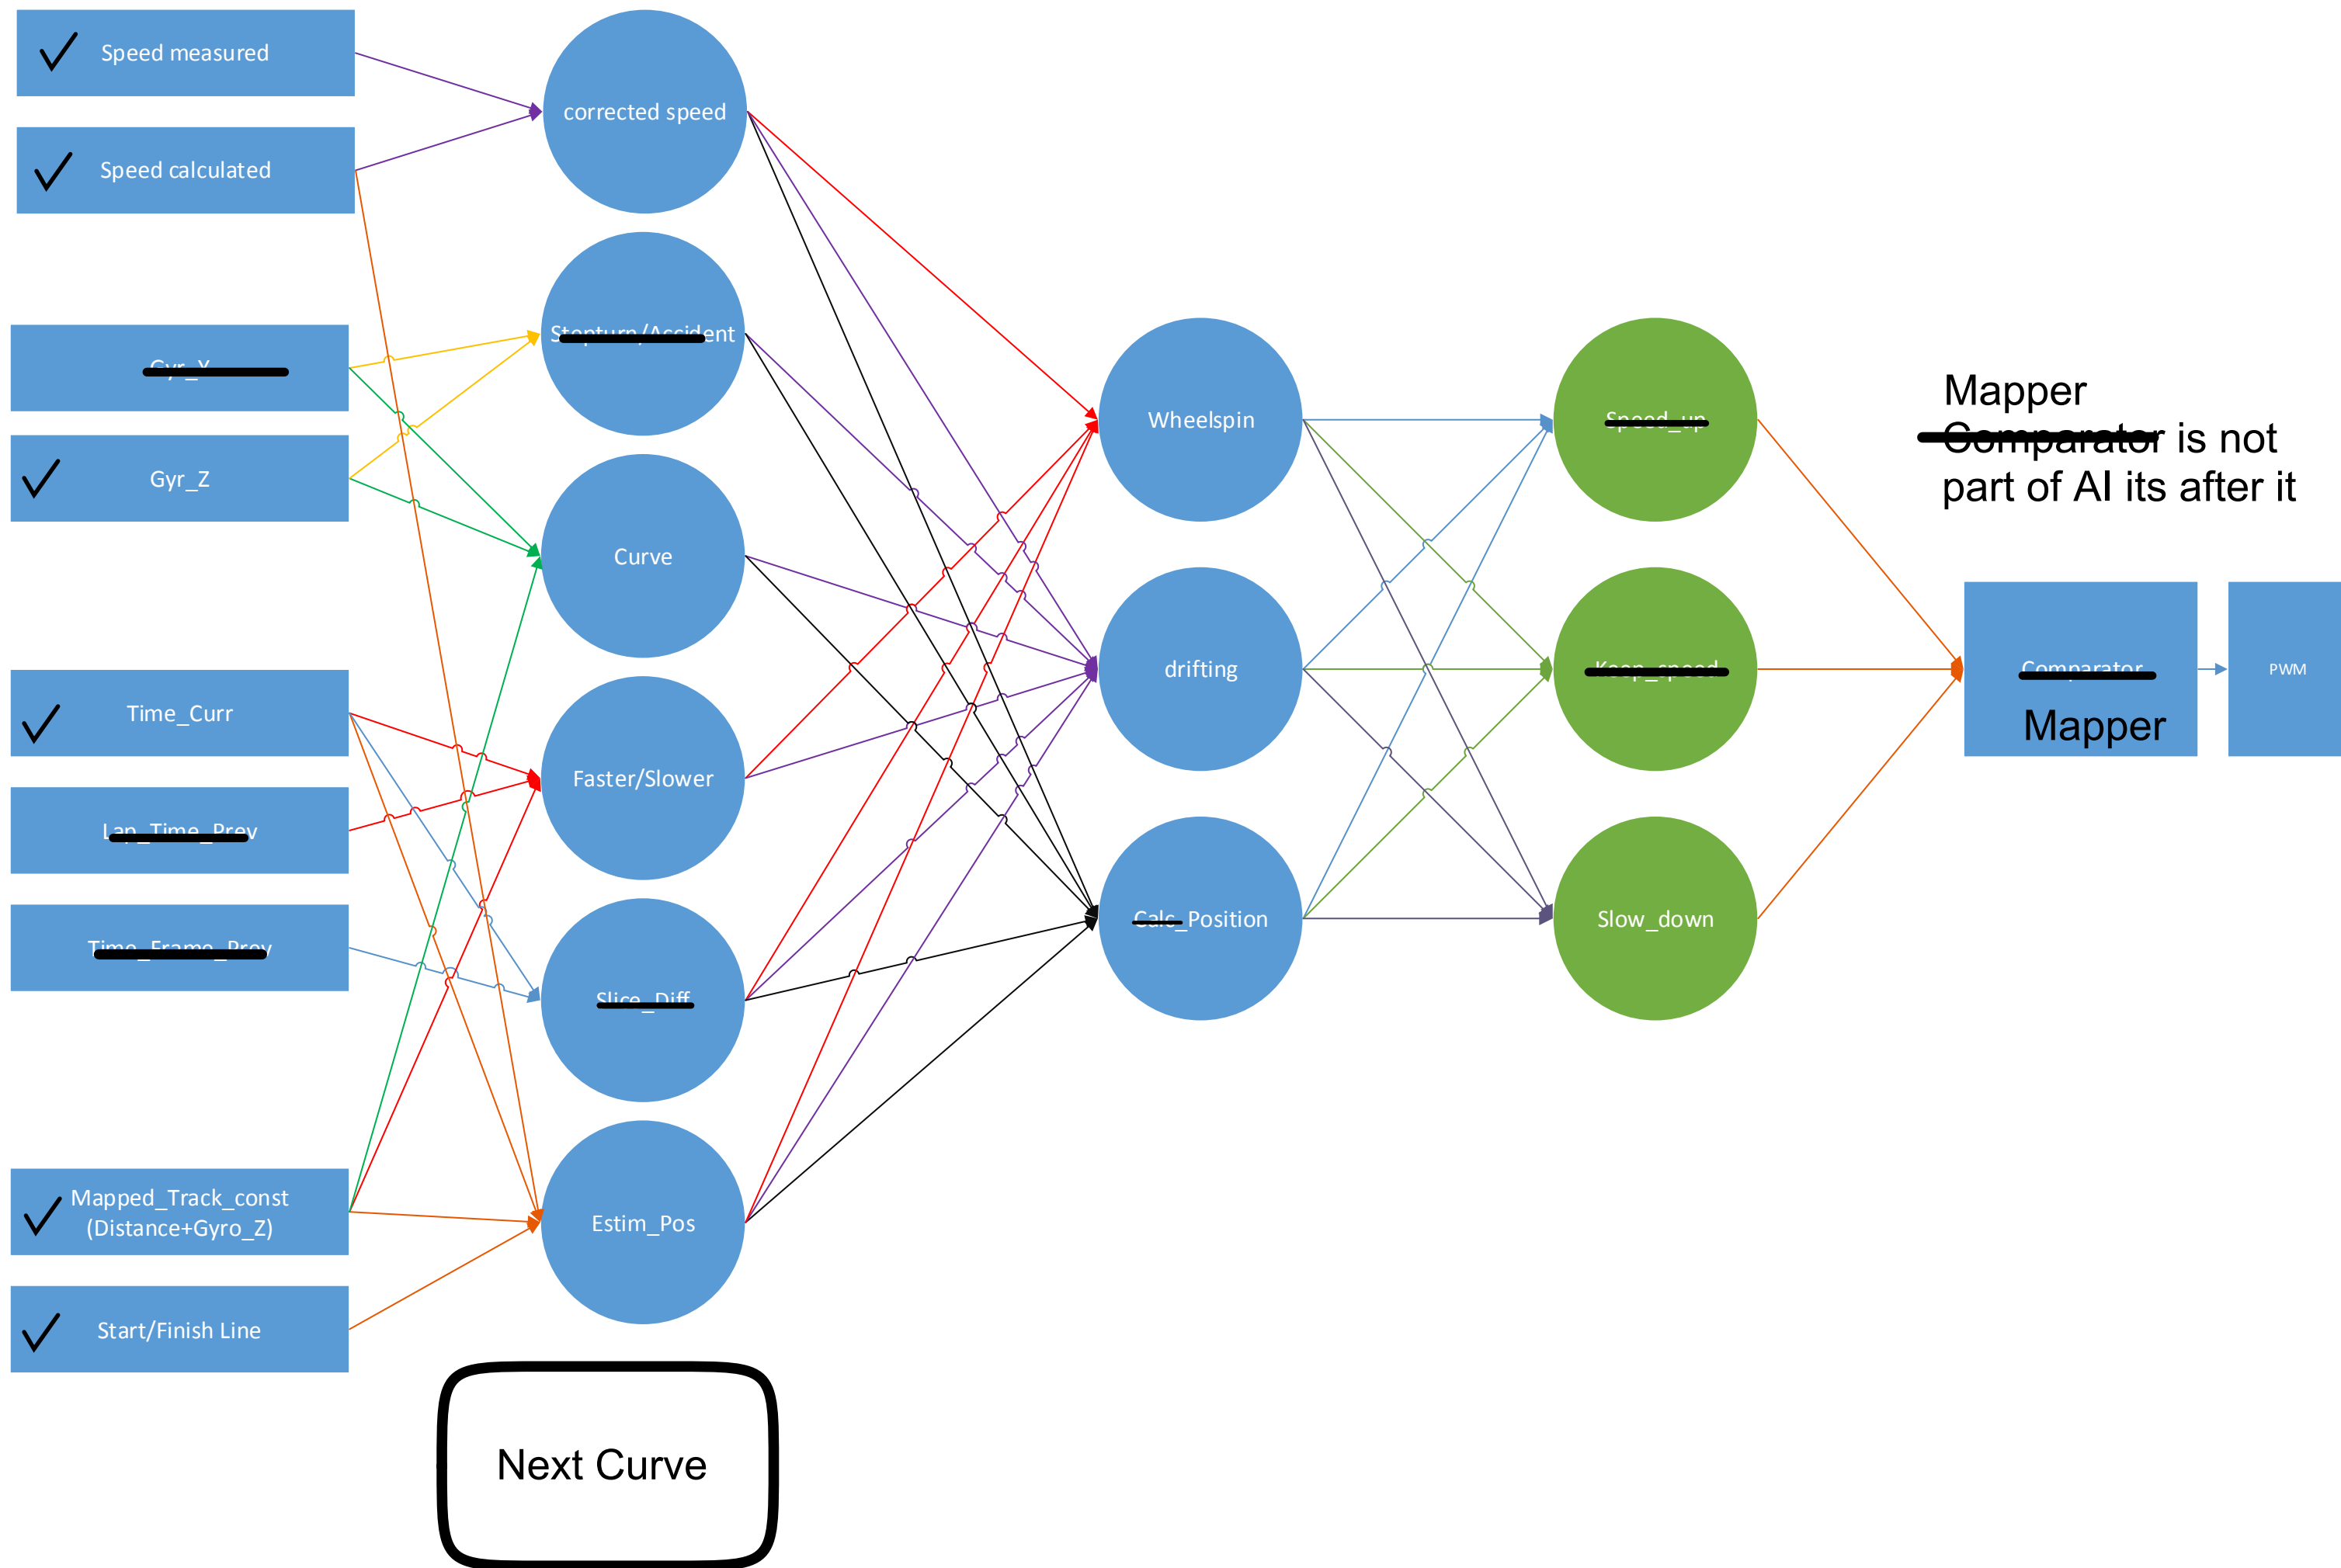 Speed measured
Speed calculated
Gyr_Y
Gyr_Z
Time_Curr
Lap_Time_Prev
Time_Frame_Prev
Mapped_Track_const
(Distance+Gyro_Z)
Start/Finish Line
corrected speed
Stopturn/Accident
Curve
Faster/Slower
Slice_Diff
Estim_Pos
Next Curve
Wheelspin
drifting
Calc_Position
Speed_up
Keep_speed
Slow_down
Mapper
Comparator is not
part of AI its after it
Comparator
Mapper
PWM